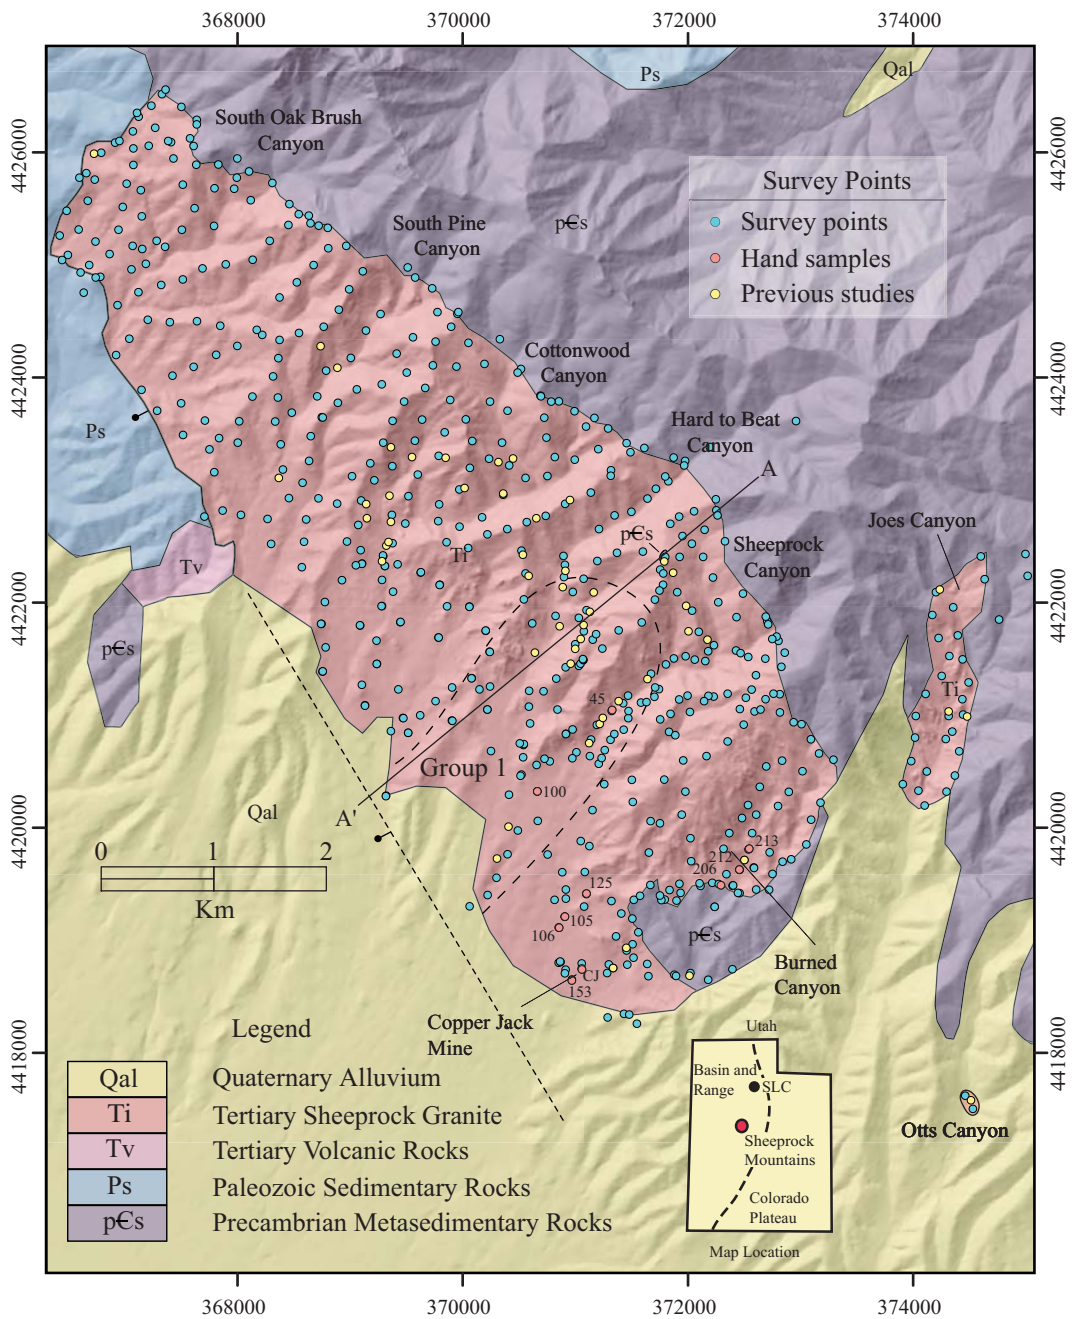 368000
370000
372000
374000
4426000
4424000
4422000
4420000
4418000
4426000
4424000
4422000
4420000
4418000
Ps
Qal
South Oak Brush
Canyon
South Pine
Canyon
pЄs
Survey Points
Survey points
Hand samples
Previous studies
Cottonwood
Canyon
Ps
Hard to Beat
Canyon
A
Joes Canyon
pЄs
Sheeprock
Canyon
Ti
Tv
pЄs
Ti
45
Group 1
100
Qal
A'
0
1
2
Km
213
212
206
125
105
106
pЄs
CJ
153
Burned
Canyon
Copper Jack
Mine
Legend
Qal
Quaternary Alluvium
Ti
Tertiary Sheeprock Granite
Tv
Tertiary Volcanic Rocks
Ps
Paleozoic Sedimentary Rocks
pЄs
Precambrian Metasedimentary Rocks
Utah
Basin and
Range
SLC
Sheeprock
Mountains
Colorado
Plateau
Map Location
Otts Canyon
368000
370000
372000
374000